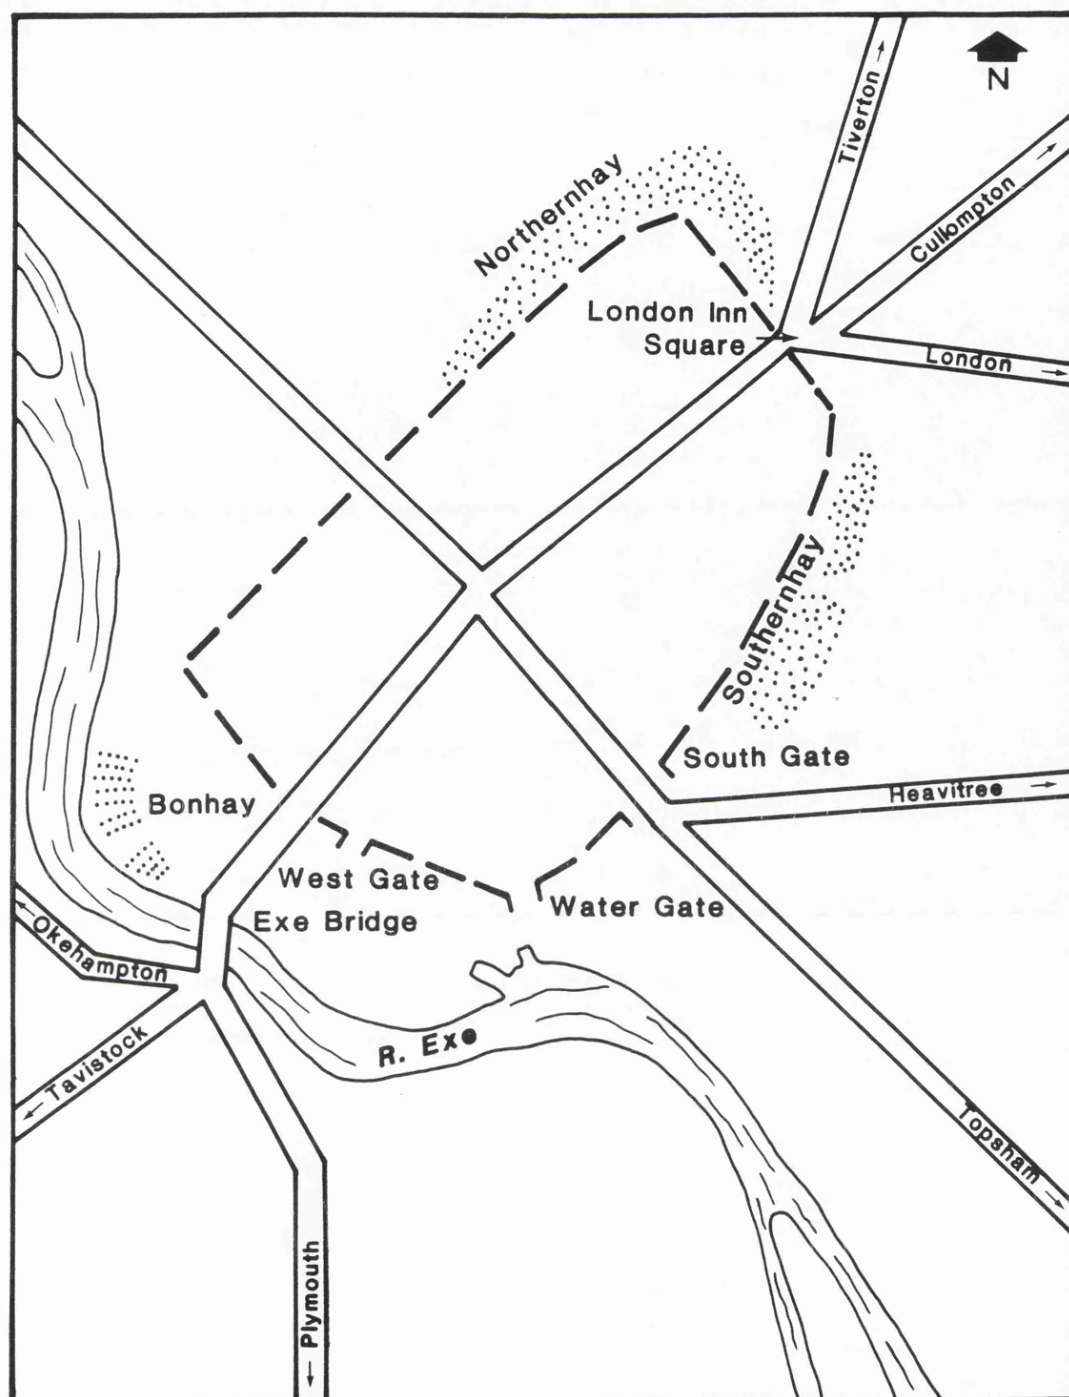 N
Tiverton
Cullompton
Northernhay
London Inn
Square
London
Southernhay
South Gate
Heavitree
Bonhay
West Gate
Water Gate
Exe Bridge
Okehampton
R. Exe
Tavistock
Topsham
Plymouth